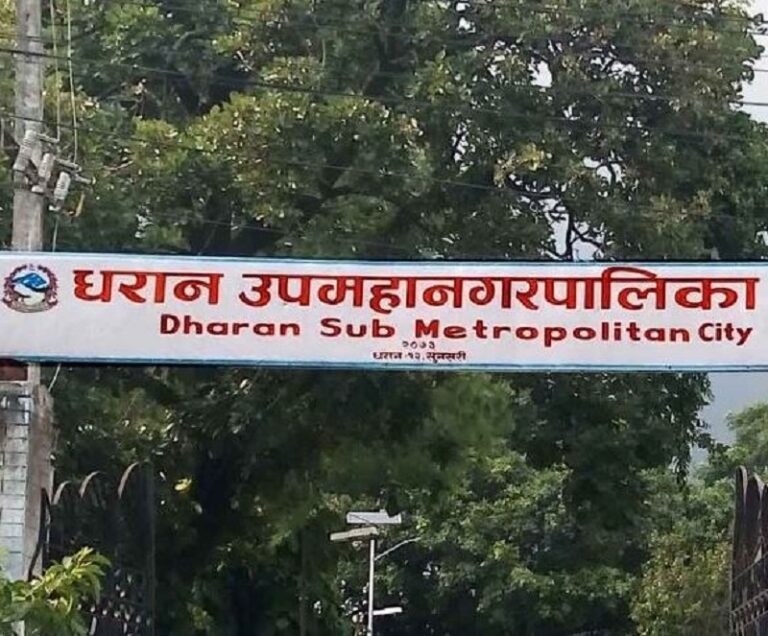 धरान उपमहानगरपालिका
Dharan Sub Metropolitan City
२०७३
धरान-१२, सुनसरी